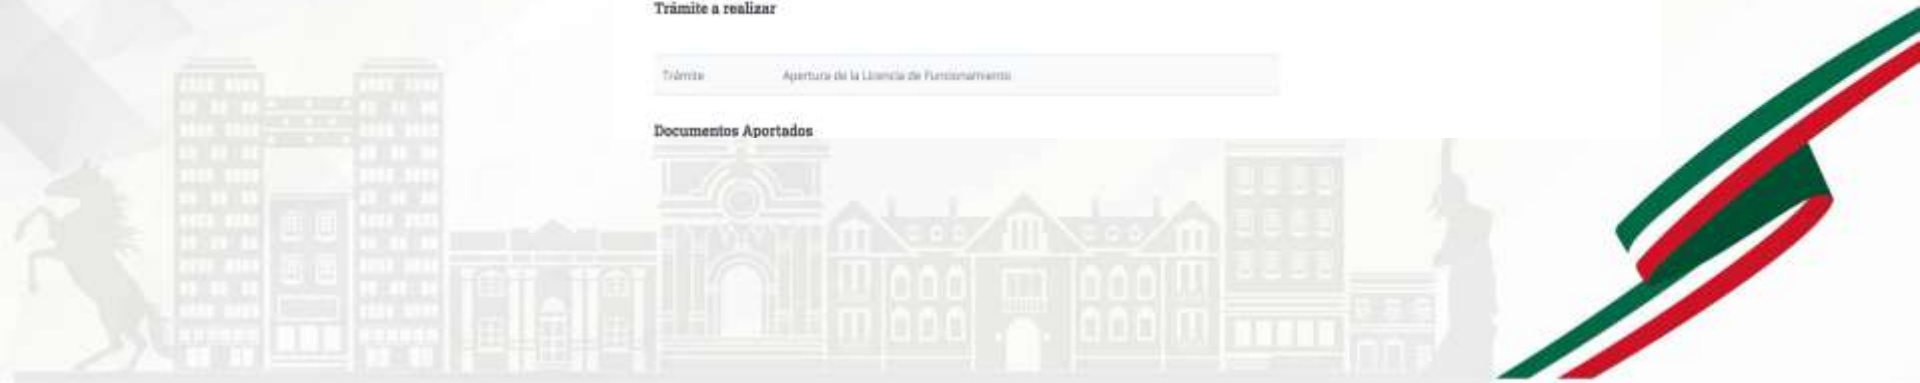 Trámite a realizar
Trámite Apertura de la Licencia de Funcionamiento
Documentos Aportados